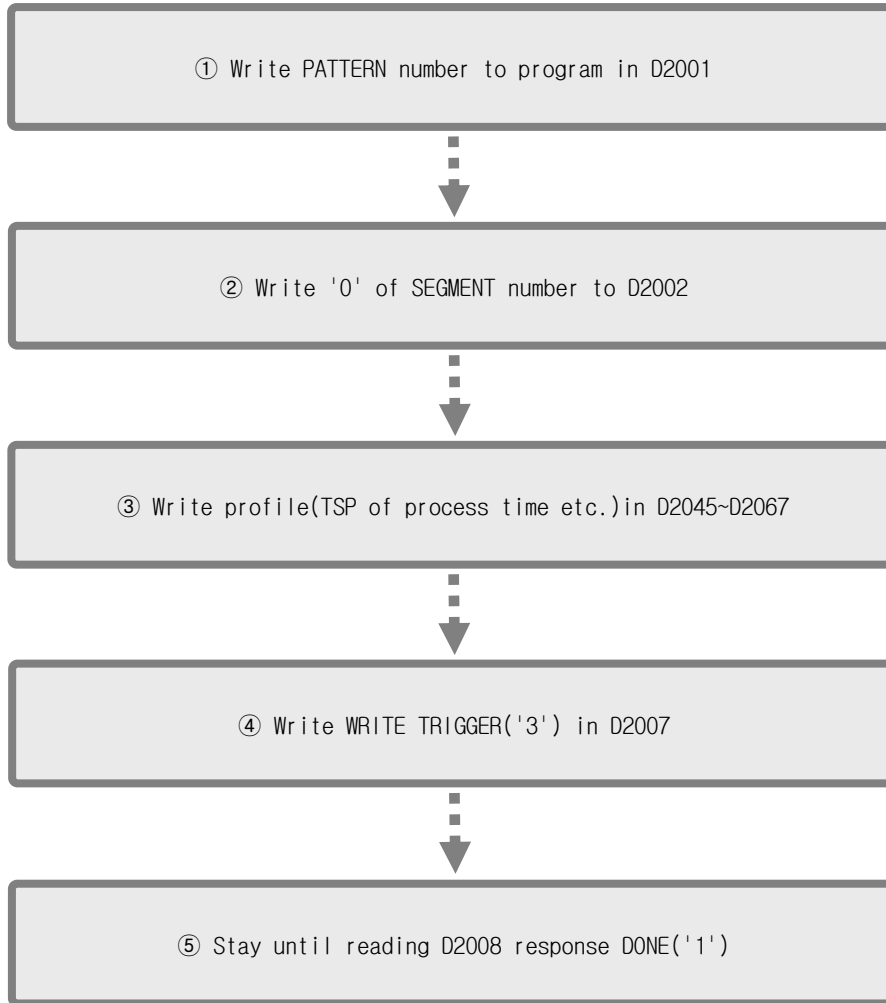 ① Write PATTERN number to program in D2001
② Write '0' of SEGMENT number to D2002
③ Write profile(TSP of process time etc.)in D2045~D2067
④ Write WRITE TRIGGER('3') in D2007
⑤ Stay until reading D2008 response DONE('1')